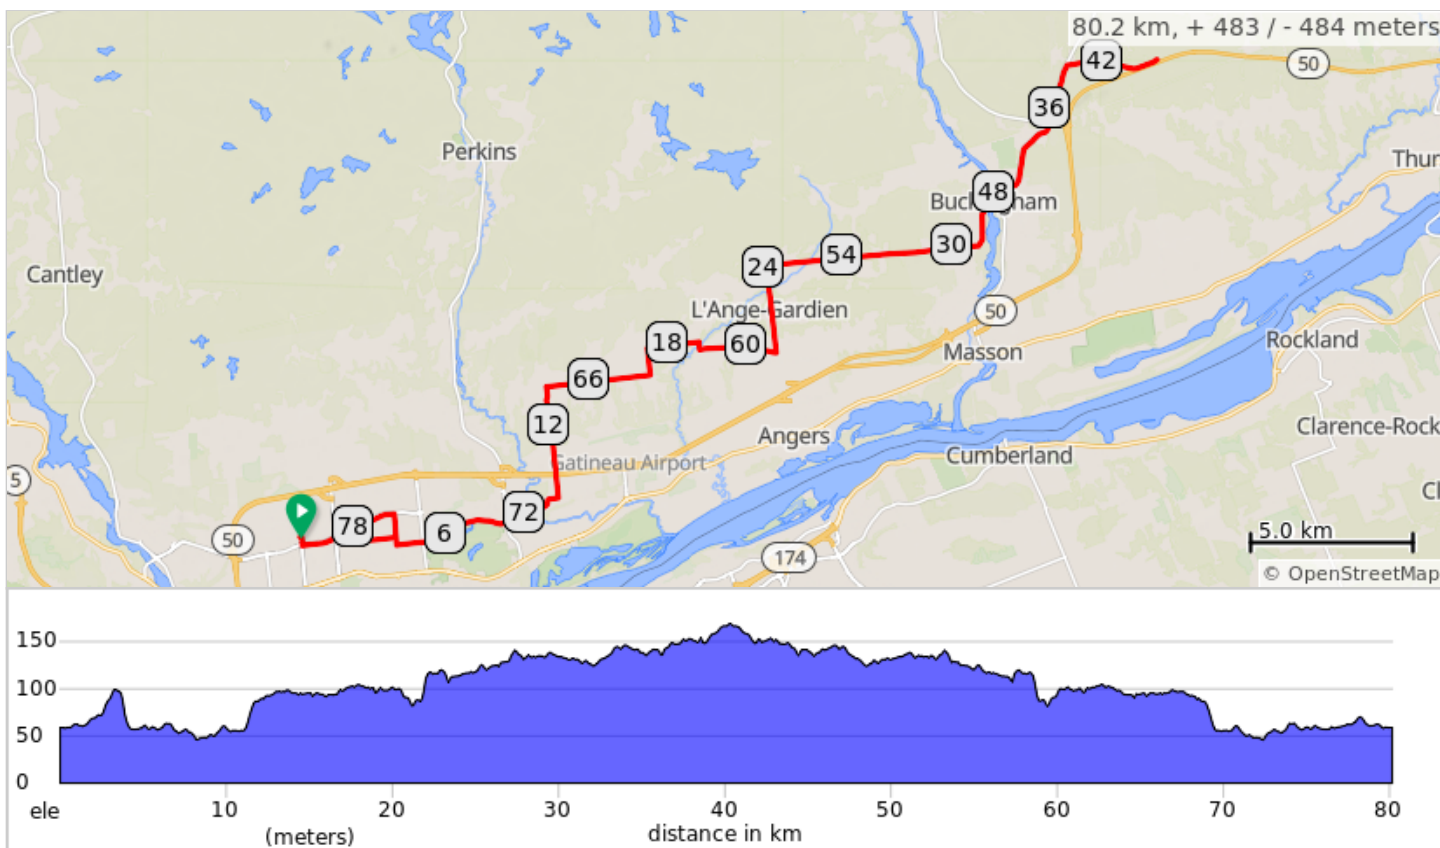 80.2 km, + 483 / - 484 meters
42
50
36
Perkins
Thur
48
Buckingham
30
54
24
Cantley
L'Ange-Gardien
50
18
60
Masson
Rockland
66
12
Angers
Clarence-Rock
Gatineau Airport
Cumberland
5
Cl
72
78
6
50
5.0 km
174
© OpenStreetMap
150
100
50
0
ele
10
20
30
40
50
60
70
80
(meters)
distance in km